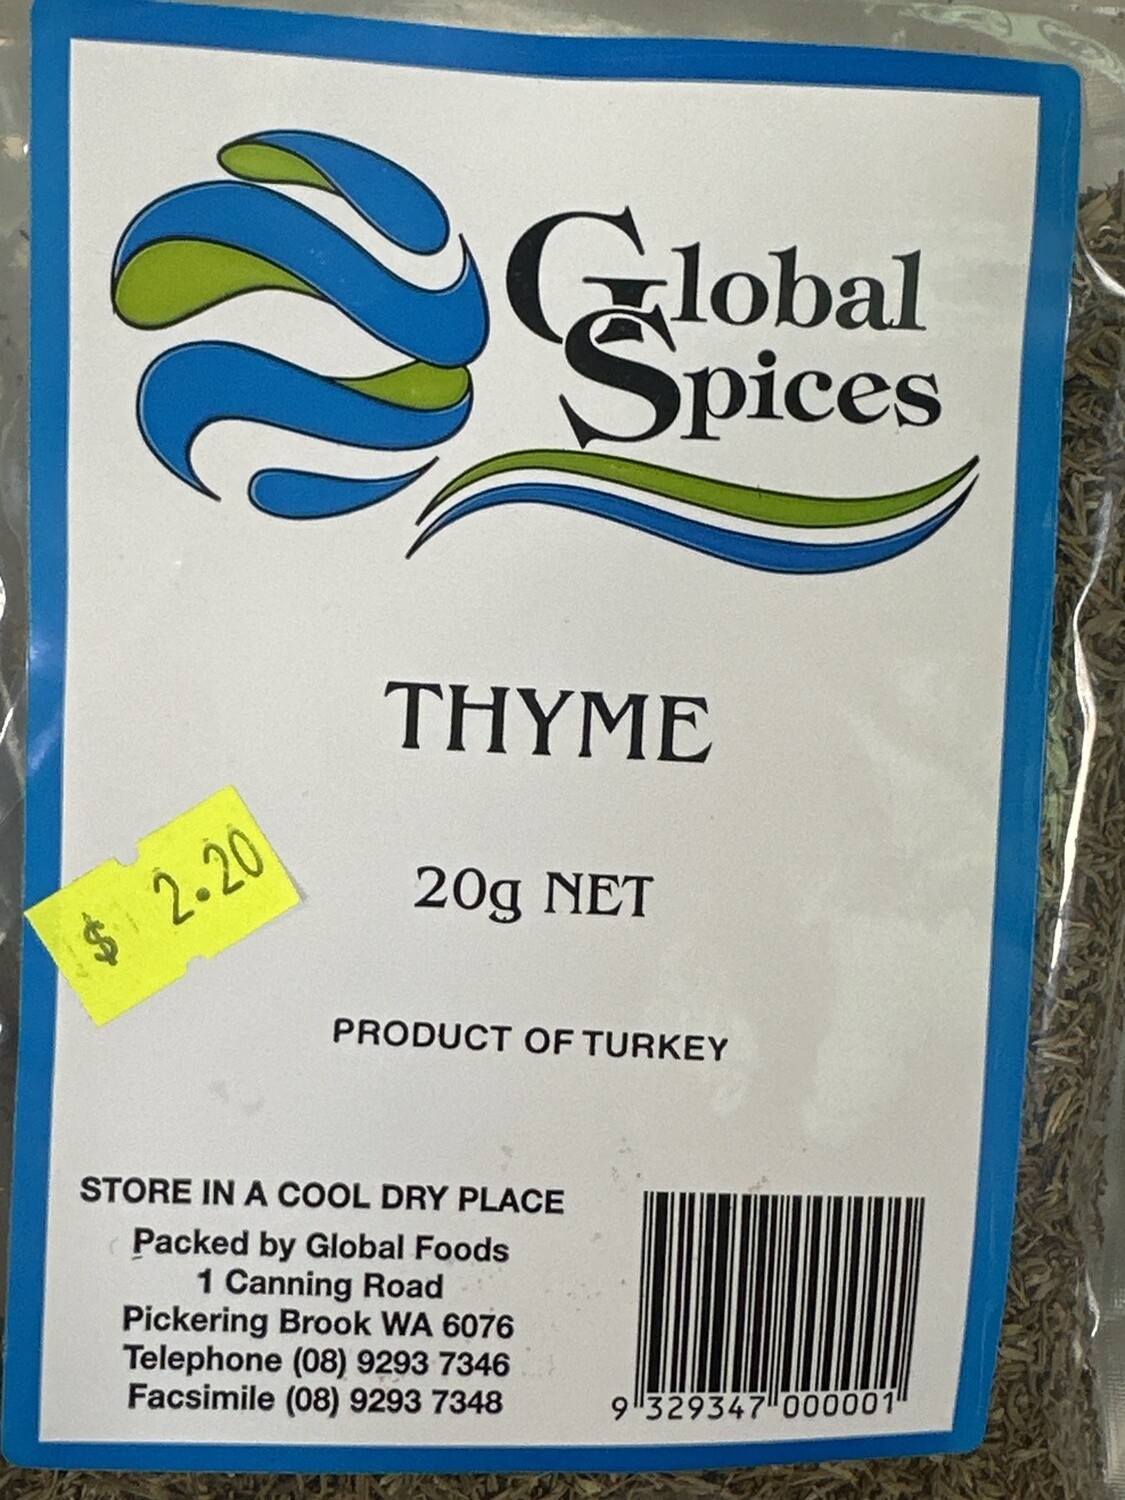 Global
Spices
THYME
$ 2.20
20g NET
PRODUCT OF TURKEY
STORE IN A COOL DRY PLACE
Packed by Global Foods
1 Canning Road
Pickering Brook WA 6076
Telephone (08) 9293 7346
Facsimile (08) 9293 7348
9 329347 000001